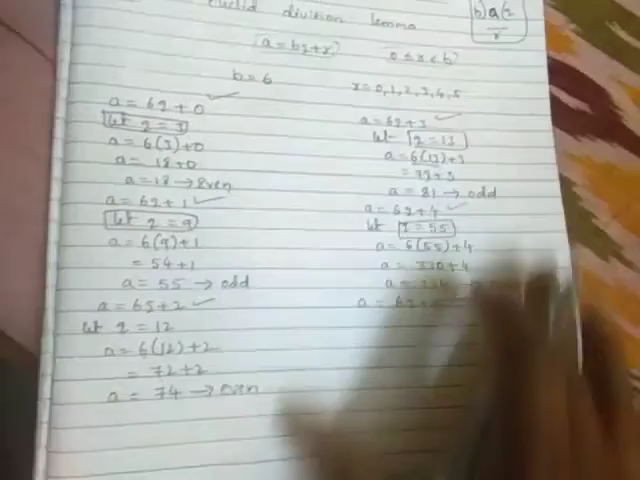 Euclid division lemma
b) a (q
r
a = bq+r
0 ≤ r < b
b = 6
r = 0, 1, 2, 3, 4, 5
a = 6q + 0
let q = 3
a = 6(3) + 0
a = 18 + 0
a = 18 → even
a = 6q + 1
let q = 9
a = 6(9) + 1
= 54 + 1
a = 55 → odd
a = 6q + 2
let q = 12
a = 6(12) + 2
= 72 + 2
a = 74 → even
a = 6q + 3
let q = 13
a = 6(13) + 3
= 78 + 3
a = 81 → odd
a = 6q + 4
let q = 55
a = 6(55) + 4
a = 330 + 4
a =
a = 6q +